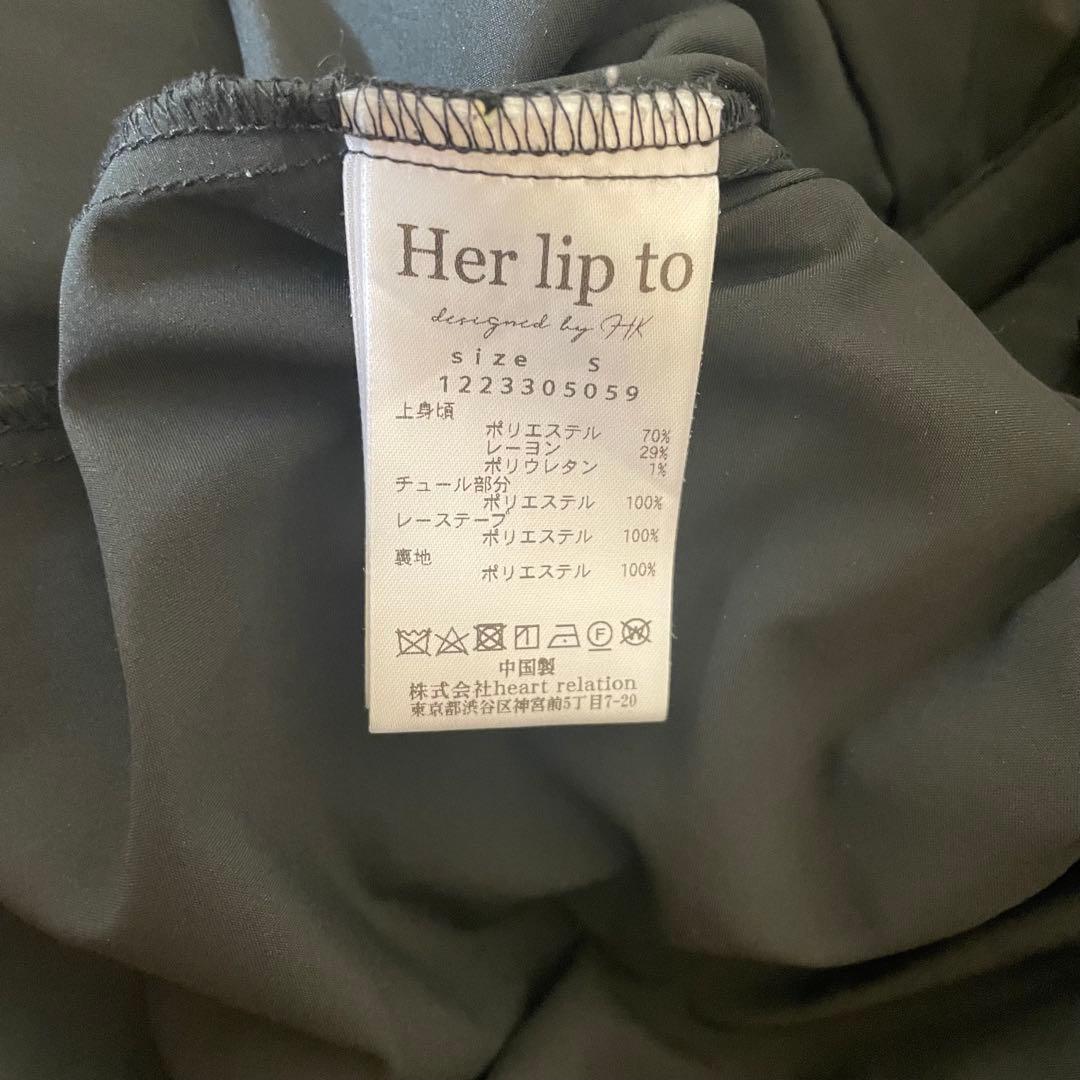 Her lip to
designed by HK
size S
1223305059
上身頃
ポリエステル 70%
レーヨン 29%
ポリウレタン 1%
チュール部分
ポリエステル 100%
レーステープ
ポリエステル 100%
裏地
ポリエステル 100%
F W
中国製
株式会社heart relation
東京都渋谷区神宮前5丁目7-20